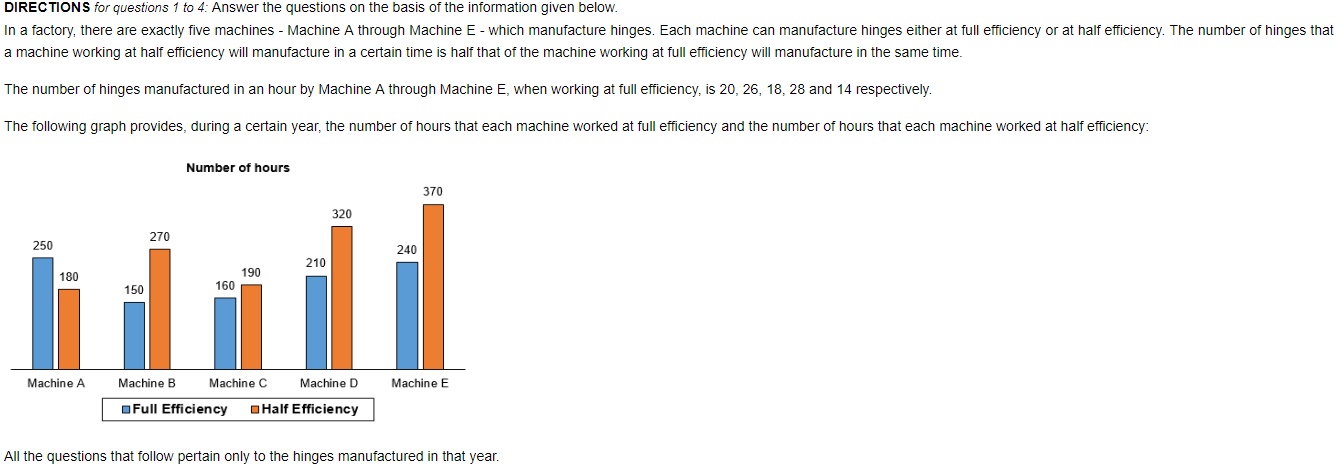 DIRECTIONS for questions 1 to 4: Answer the questions on the basis of the information given below.
In a factory, there are exactly five machines - Machine A through Machine E - which manufacture hinges. Each machine can manufacture hinges either at full efficiency or at half efficiency. The number of hinges that
a machine working at half efficiency will manufacture in a certain time is half that of the machine working at full efficiency will manufacture in the same time.
The number of hinges manufactured in an hour by Machine A through Machine E, when working at full efficiency, is 20, 26, 18, 28 and 14 respectively.
The following graph provides, during a certain year, the number of hours that each machine worked at full efficiency and the number of hours that each machine worked at half efficiency:
Number of hours
250
180
150
270
160
190
210
320
240
370
Machine A Machine B Machine C Machine D Machine E
Full Efficiency Half Efficiency
All the questions that follow pertain only to the hinges manufactured in that year.